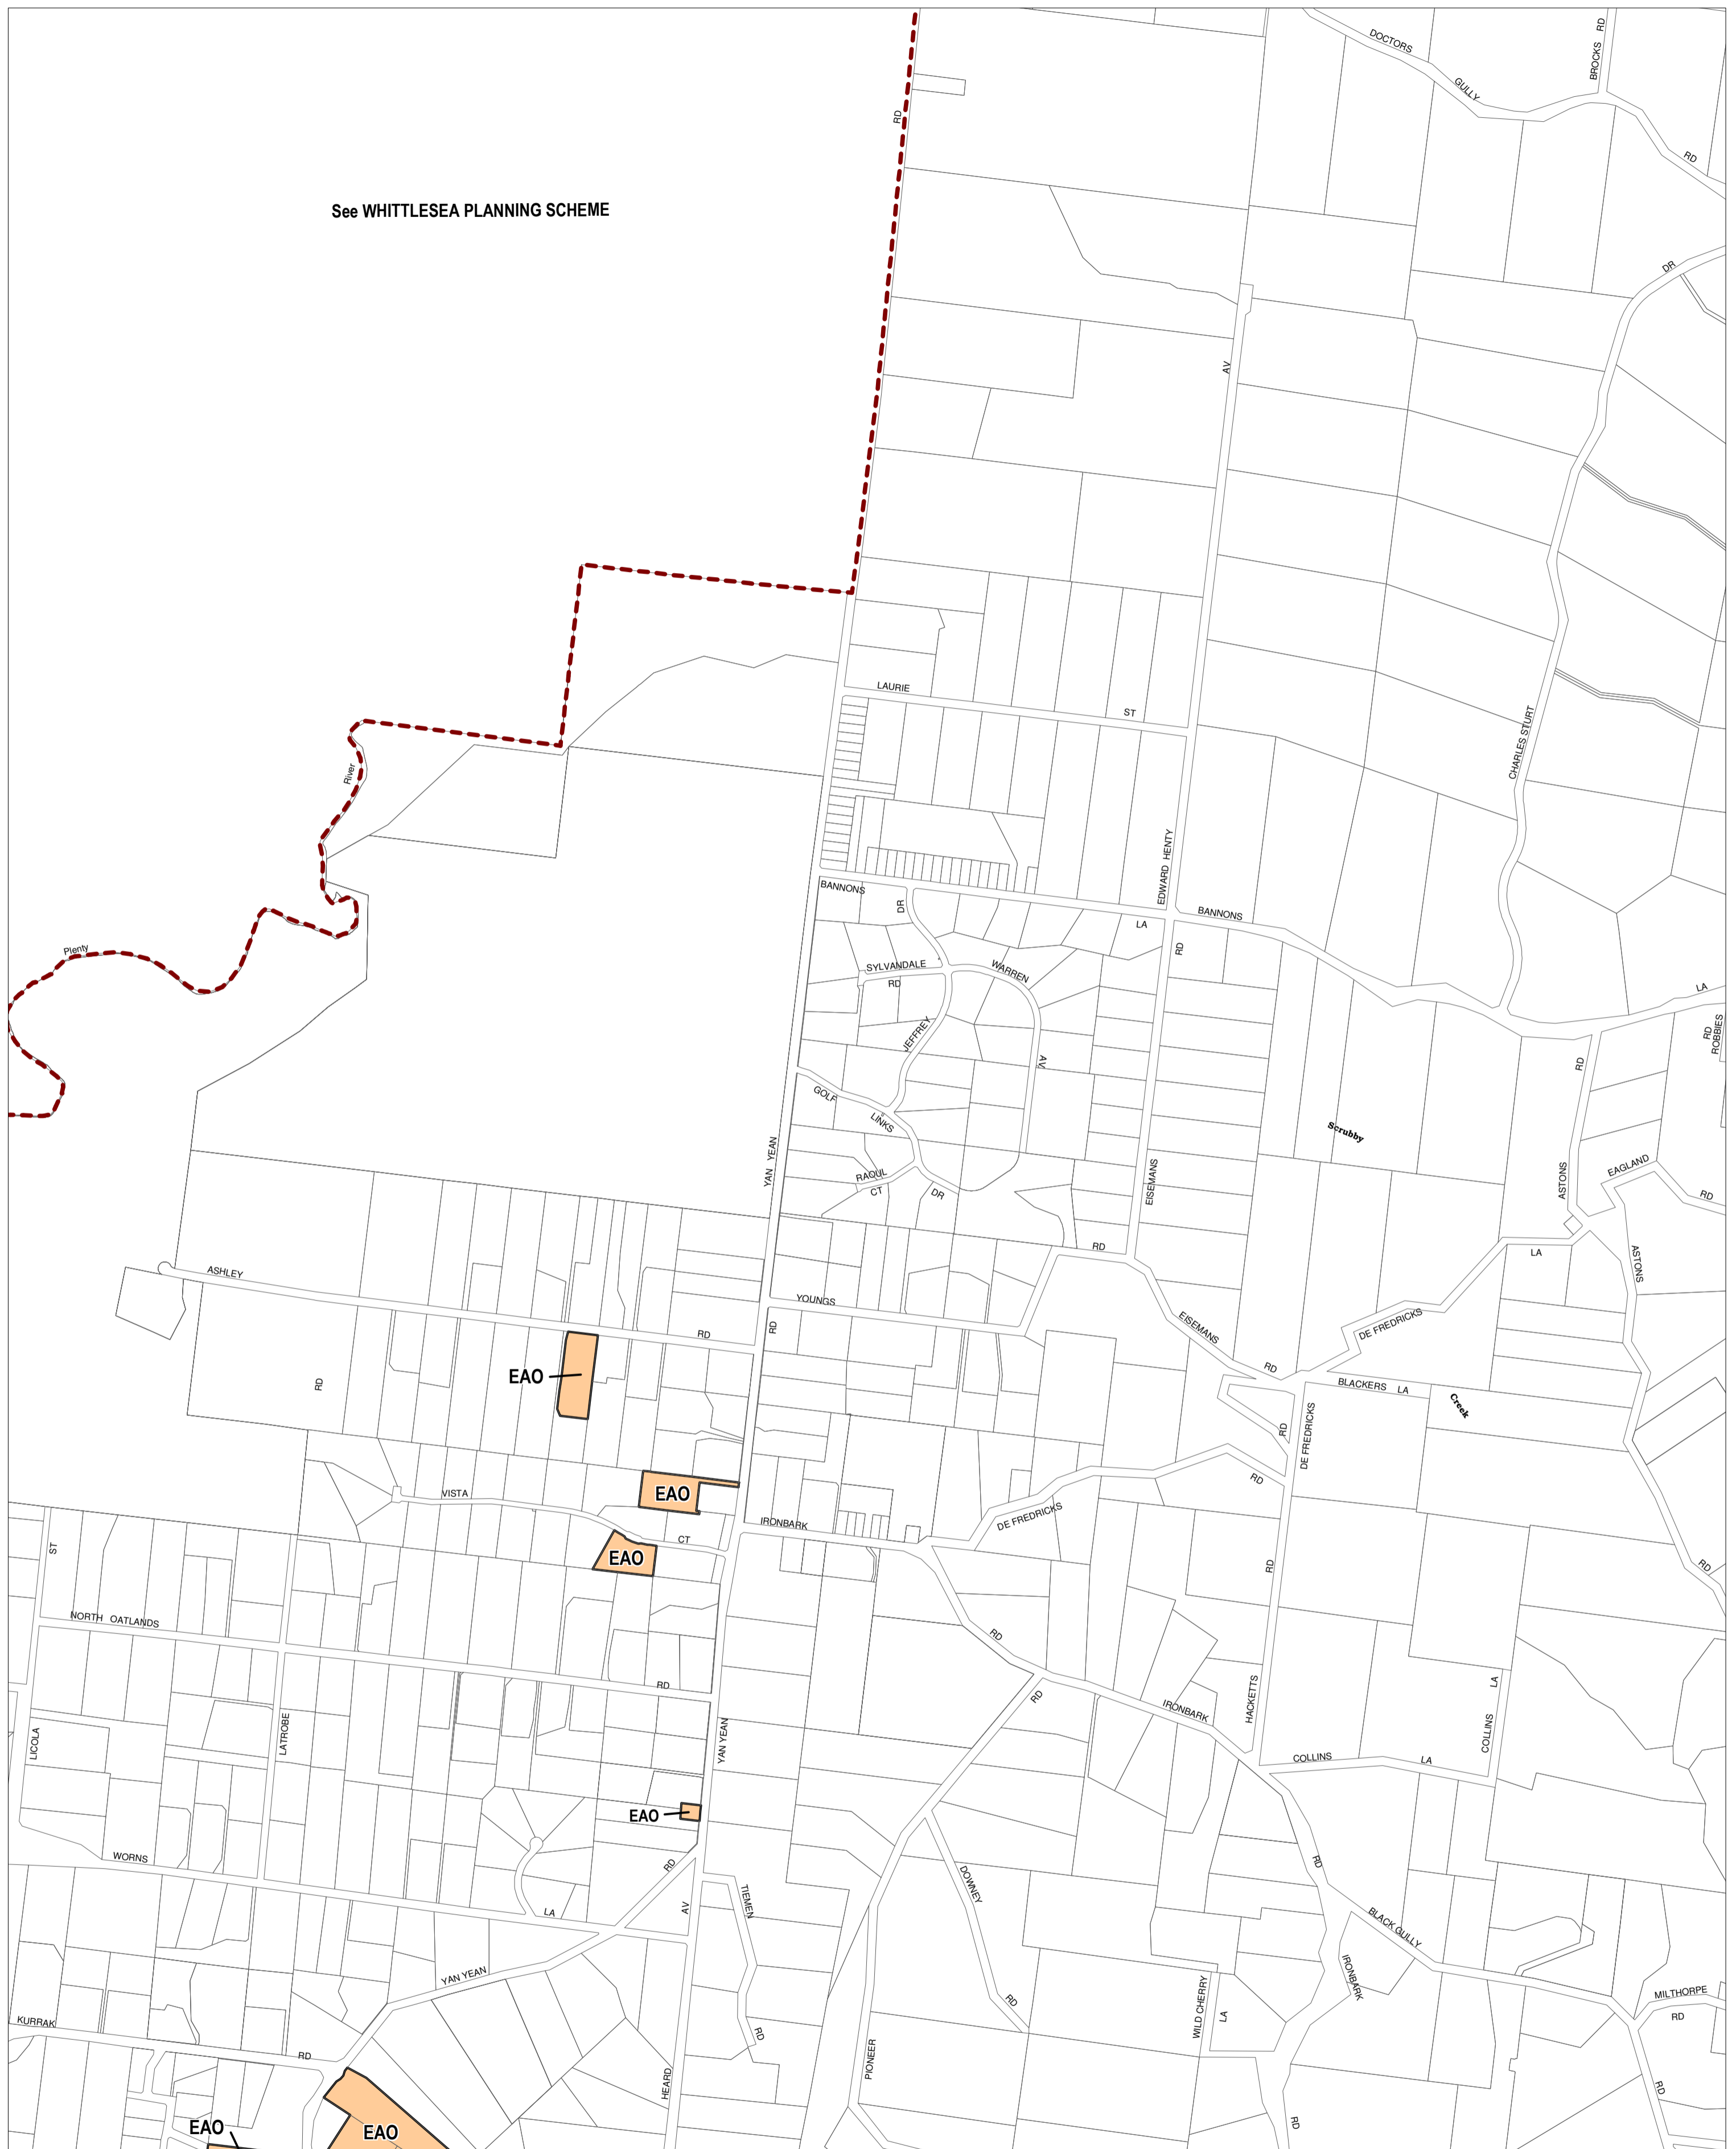 DOCTORS
GULLY
BROCKS RD
RD
RD
See WHITTLESEA PLANNING SCHEME
DR
AV
LAURIE
ST
CHARLES STURT
River
EDWARD HENTY
BANNONS
DR
LA
BANNONS
RD
Plenty
SYLVANDALE
RD
WARREN
LA
RD
ROBBIES
JEFFREY
AV
RD
GOLF
LINKS
Scrubby
YAN YEAN
RAOUL
CT
DR
EISEMANS
ASTONS
EAGLAND
RD
RD
LA
ASTONS
ASHLEY
YOUNGS
RD
RD
EISEMANS
DE FREDRICKS
RD
EAO
RD
BLACKERS LA
Creek
RD
DE FREDRICKS
VISTA
EAO
RD
DE FREDRICKS
IRONBARK
CT
ST
EAO
RD
RD
NORTH OATLANDS
RD
RD
RD
IRONBARK
HACKETTS
LA
COLLINS
LICOLA
LATROBE
YAN YEAN
COLLINS
LA
EAO
WORNS
RD
DOWNEY
RD
TIEMEN
AV
LA
BLACK GULLY
YAN YEAN
IRONBARK
MILTHORPE
RD
KURRAK
RD
RD
WILD CHERRY
LA
RD
PIONEER
HEARD
RD
RD
EAO
EAO